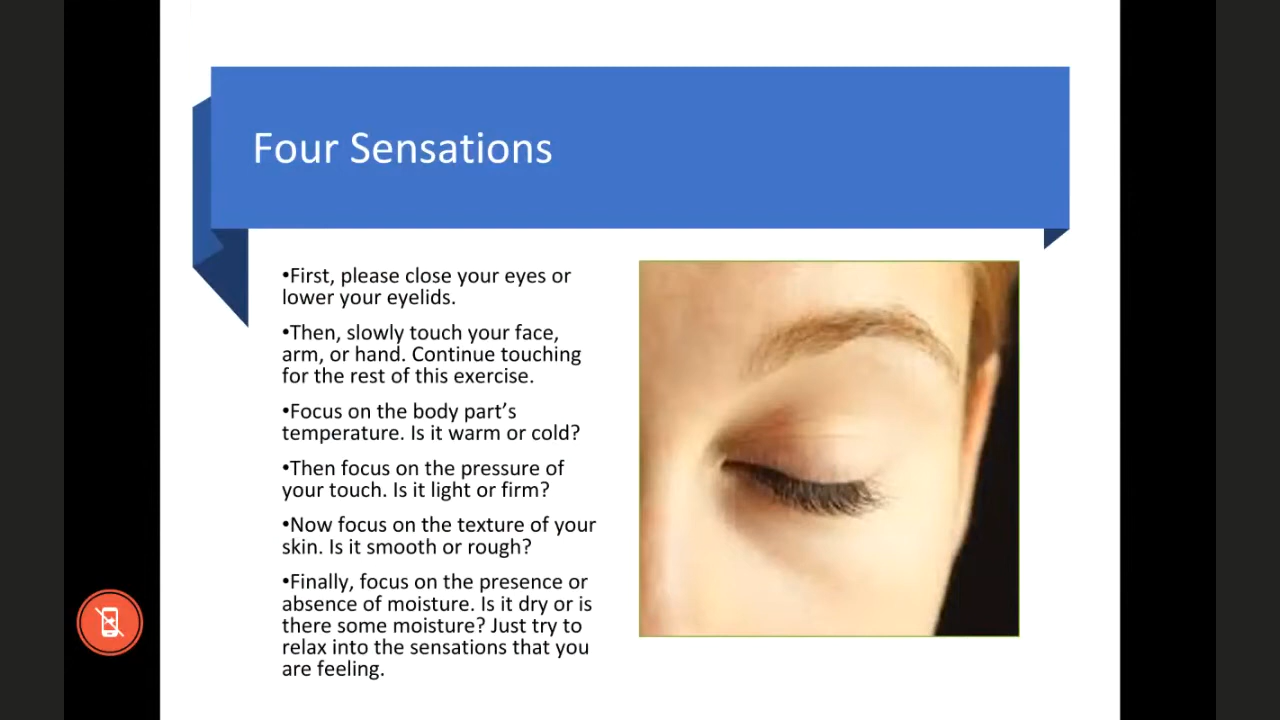 Four Sensations
•First, please close your eyes or
lower your eyelids.
•Then, slowly touch your face,
arm, or hand. Continue touching
for the rest of this exercise.
•Focus on the body part’s
temperature. Is it warm or cold?
•Then focus on the pressure of
your touch. Is it light or firm?
•Now focus on the texture of your
skin. Is it smooth or rough?
•Finally, focus on the presence or
absence of moisture. Is it dry or is
there some moisture? Just try to
relax into the sensations that you
are feeling.